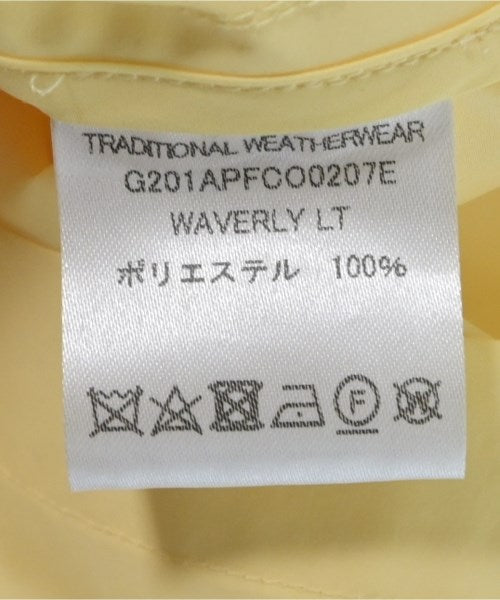 TRADITIONAL WEATHERWEAR
G201APFCO0207E
WAVERLY LT
ポリエステル 100%
F W